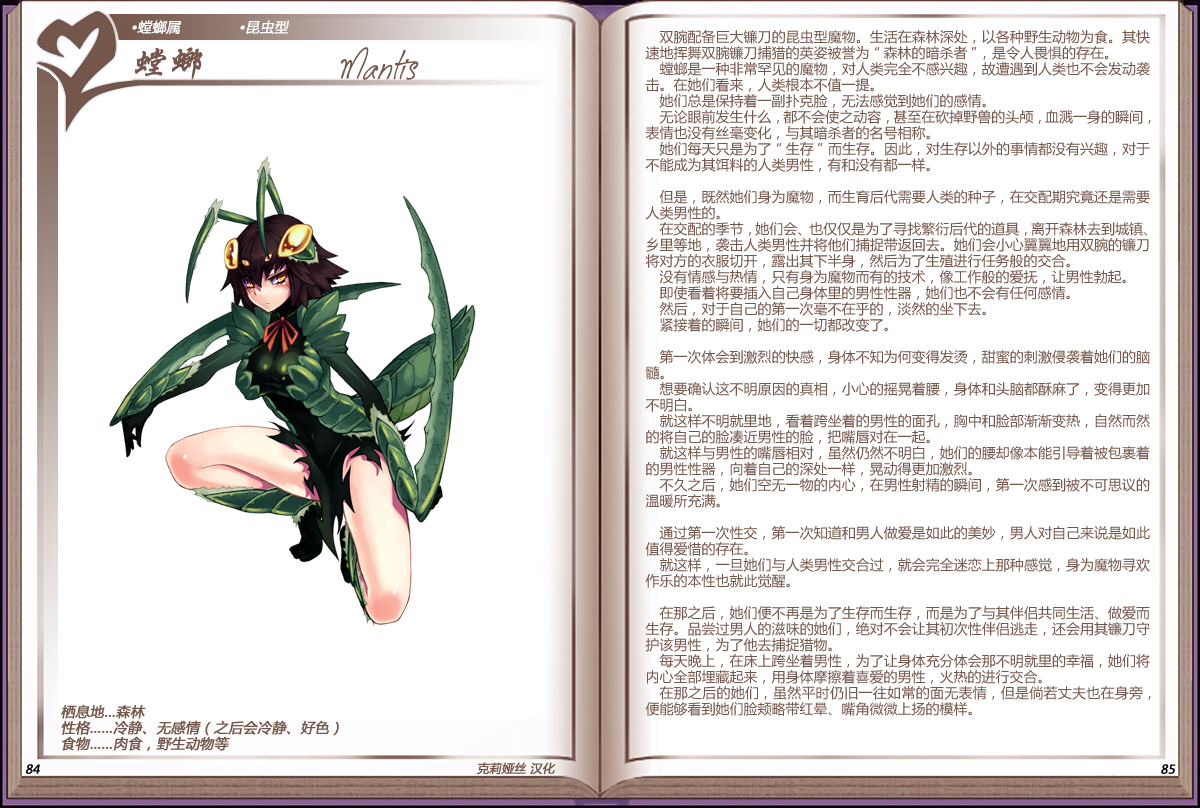 •螳螂属 •昆虫型
螳螂 Mantis
栖息地...森林
性格......冷静、无感情（之后会冷静、好色）
食物......肉食，野生动物等
84 克莉娅丝 汉化
双腕配备巨大镰刀的昆虫型魔物。生活在森林深处，以各种野生动物为食。其快
速地挥舞双腕镰刀捕猎的英姿被誉为“森林的暗杀者”，是令人畏惧的存在。
螳螂是一种非常罕见的魔物，对人类完全不感兴趣，故遭遇到人类也不会发动袭
击。在她们看来，人类根本不值一提。
她们总是保持着一副扑克脸，无法感觉到她们的感情。
无论眼前发生什么，都不会使之动容，甚至在砍掉野兽的头颅，血溅一身的瞬间，
表情也没有丝毫变化，与其暗杀者的名号相称。
她们每天只是为了“生存”而生存。因此，对生存以外的事情都没有兴趣，对于
不能成为其饵料的人类男性，有和没有都一样。
但是，既然她们身为魔物，而生育后代需要人类的种子，在交配期究竟还是需要
人类男性的。
在交配的季节，她们会、也仅仅是为了寻找繁衍后代的道具，离开森林去到城镇、
乡里等地，袭击人类男性并将他们捕捉带返回去。她们会小心翼翼地用双腕的镰刀
将对方的衣服切开，露出其下半身，然后为了生殖进行任务般的交合。
没有情感与热情，只有身为魔物而有的技术，像工作般的爱抚，让男性勃起。
即使看着将要插入自己身体里的男性性器，她们也不会有任何感情。
然后，对于自己的第一次毫不在乎的，淡然的坐下去。
紧接着的瞬间，她们的一切都改变了。
第一次体会到激烈的快感，身体不知为何变得发烫，甜蜜的刺激侵袭着她们的脑
髓。
想要确认这不明原因的真相，小心的摇晃着腰，身体和头脑都酥麻了，变得更加
不明白。
就这样不明就里地，看着跨坐着的男性的面孔，胸中和脸部渐渐变热，自然而然
的将自己的脸凑近男性的脸，把嘴唇对在一起。
就这样与男性的嘴唇相对，虽然仍然不明白，她们的腰却像本能引导着被包裹着
的男性性器，向着自己的深处一样，晃动得更加激烈。
不久之后，她们空无一物的内心，在男性射精的瞬间，第一次感到被不可思议的
温暖所充满。
通过第一次性交，第一次知道和男人做爱是如此的美妙，男人对自己来说是如此
值得爱惜的存在。
就这样，一旦她们与人类男性交合过，就会完全迷恋上那种感觉，身为魔物寻欢
作乐的本性也就此觉醒。
在那之后，她们便不再是为了生存而生存，而是为了与其伴侣共同生活、做爱而
生存。品尝过男人的滋味的她们，绝对不会让其初次性伴侣逃走，还会用其镰刀守
护该男性，为了他去捕捉猎物。
每天晚上，在床上跨坐着男性，为了让身体充分体会那不明就里的幸福，她们将
内心全部埋藏起来，用身体摩擦着喜爱的男性，火热的进行交合。
在那之后的她们，虽然平时仍旧一往如常的面无表情，但是倘若丈夫也在身旁，
便能够看到她们脸颊略带红晕、嘴角微微上扬的模样。
85